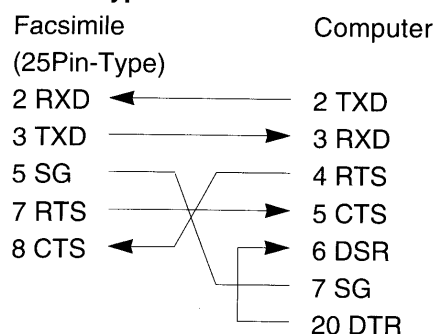 Facsimile Computer
(25Pin-Type)
2 RXD 2 TXD
3 TXD 3 RXD
5 SG 4 RTS
7 RTS 5 CTS
8 CTS 6 DSR
7 SG
20 DTR